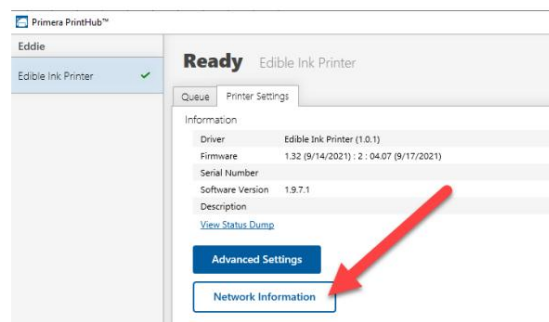 Primera PrintHub™
Eddie
Edible Ink Printer
Ready Edible Ink Printer
Queue Printer Settings
Information
Driver Edible Ink Printer (1.0.1)
Firmware 1.32 (9/14/2021) : 2 : 04.07 (9/17/2021)
Serial Number
Software Version 1.9.7.1
Description
View Status Dump
Advanced Settings
Network Information